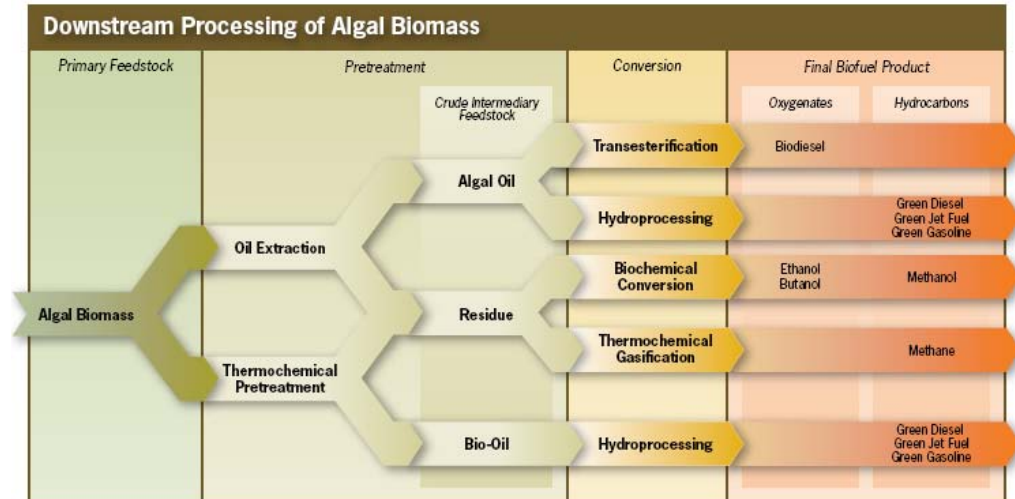 Downstream Processing of Algal Biomass
Primary Feedstock
Pretreatment
Conversion
Final Biofuel Product
Crude Intermediary
Feedstock
Oxygenates
Hydrocarbons
Transesterification
Biodiesel
Algal Oil
Hydroprocessing
Green Diesel
Green Jet Fuel
Green Gasoline
Oil Extraction
Biochemical
Conversion
Ethanol
Butanol
Methanol
Algal Biomass
Residue
Thermochemical
Gasification
Methane
Thermochemical
Pretreatment
Bio-Oil
Hydroprocessing
Green Diesel
Green Jet Fuel
Green Gasoline